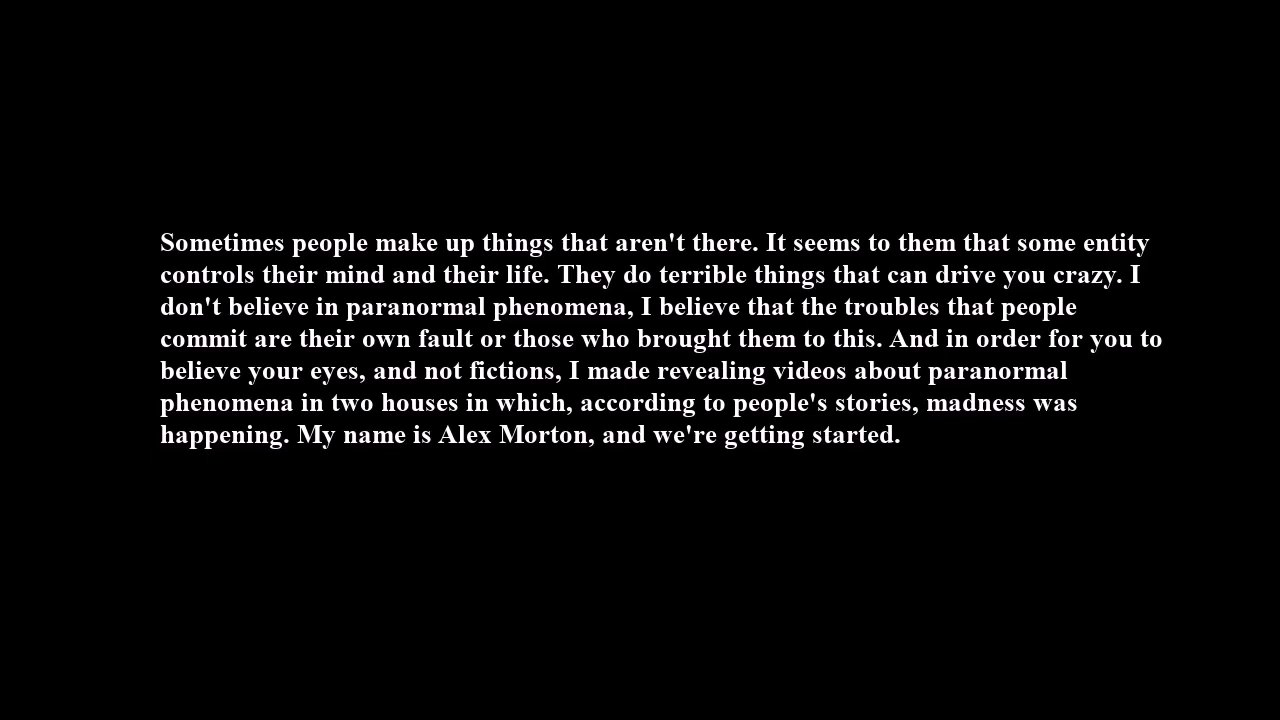 Sometimes people make up things that aren't there. It seems to them that some entity
controls their mind and their life. They do terrible things that can drive you crazy. I
don't believe in paranormal phenomena, I believe that the troubles that people
commit are their own fault or those who brought them to this. And in order for you to
believe your eyes, and not fictions, I made revealing videos about paranormal
phenomena in two houses in which, according to people's stories, madness was
happening. My name is Alex Morton, and we're getting started.